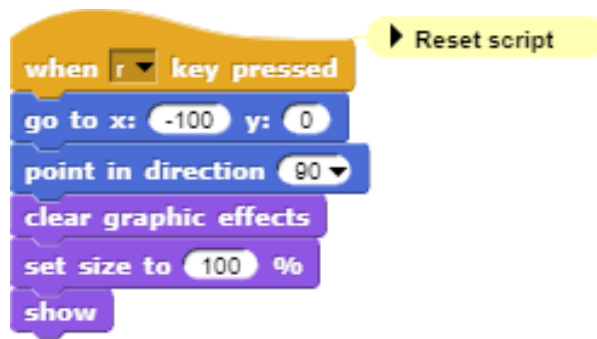 Reset script
when r key pressed
go to x: -100 y: 0
point in direction 90
clear graphic effects
set size to 100 %
show